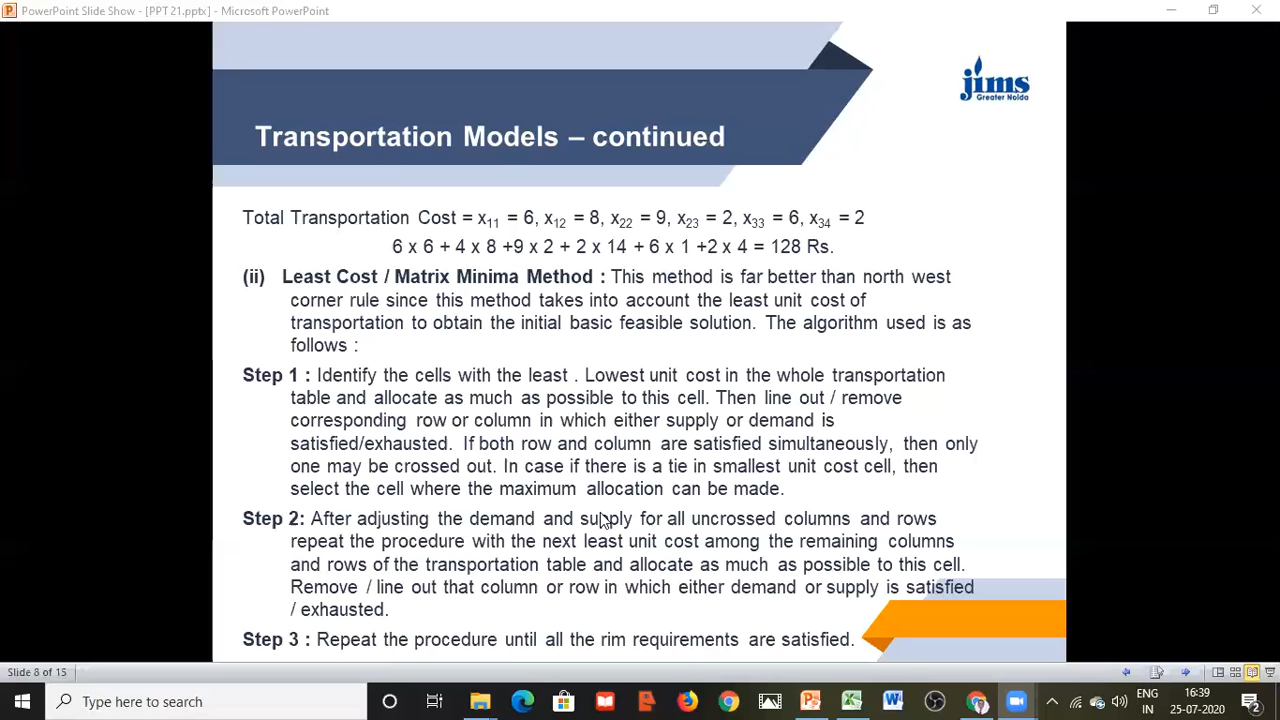 PowerPoint Slide Show - [PPT 21.pptx] - Microsoft PowerPoint
jims
Greater Noida
Transportation Models – continued
Total Transportation Cost = x11 = 6, x12 = 8, x22 = 9, x23 = 2, x33 = 6, x34 = 2
6 x 6 + 4 x 8 +9 x 2 + 2 x 14 + 6 x 1 +2 x 4 = 128 Rs.
(ii) Least Cost / Matrix Minima Method : This method is far better than north west
corner rule since this method takes into account the least unit cost of
transportation to obtain the initial basic feasible solution. The algorithm used is as
follows :
Step 1 : Identify the cells with the least . Lowest unit cost in the whole transportation
table and allocate as much as possible to this cell. Then line out / remove
corresponding row or column in which either supply or demand is
satisfied/exhausted. If both row and column are satisfied simultaneously, then only
one may be crossed out. In case if there is a tie in smallest unit cost cell, then
select the cell where the maximum allocation can be made.
Step 2: After adjusting the demand and supply for all uncrossed columns and rows
repeat the procedure with the next least unit cost among the remaining columns
and rows of the transportation table and allocate as much as possible to this cell.
Remove / line out that column or row in which either demand or supply is satisfied
/ exhausted.
Step 3 : Repeat the procedure until all the rim requirements are satisfied.
Slide 8 of 15
Type here to search
ENG
IN
16:39
25-07-2020
2